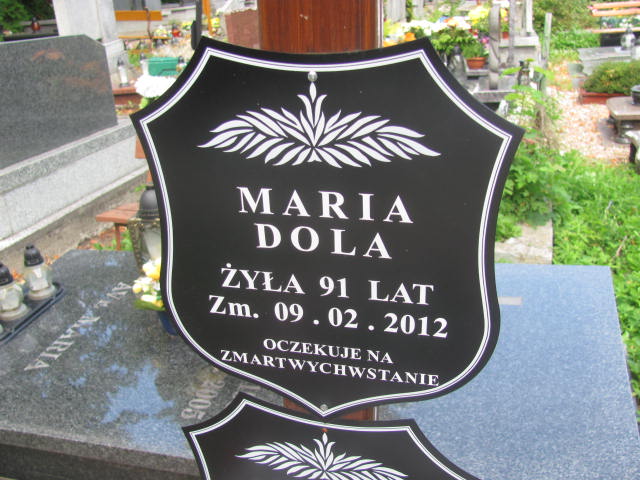 MARIA
DOLA
ŻYŁA 91 LAT
Zm. 09.02.2012
OCZEKUJE NA
ZMARTWYCHWSTANIE